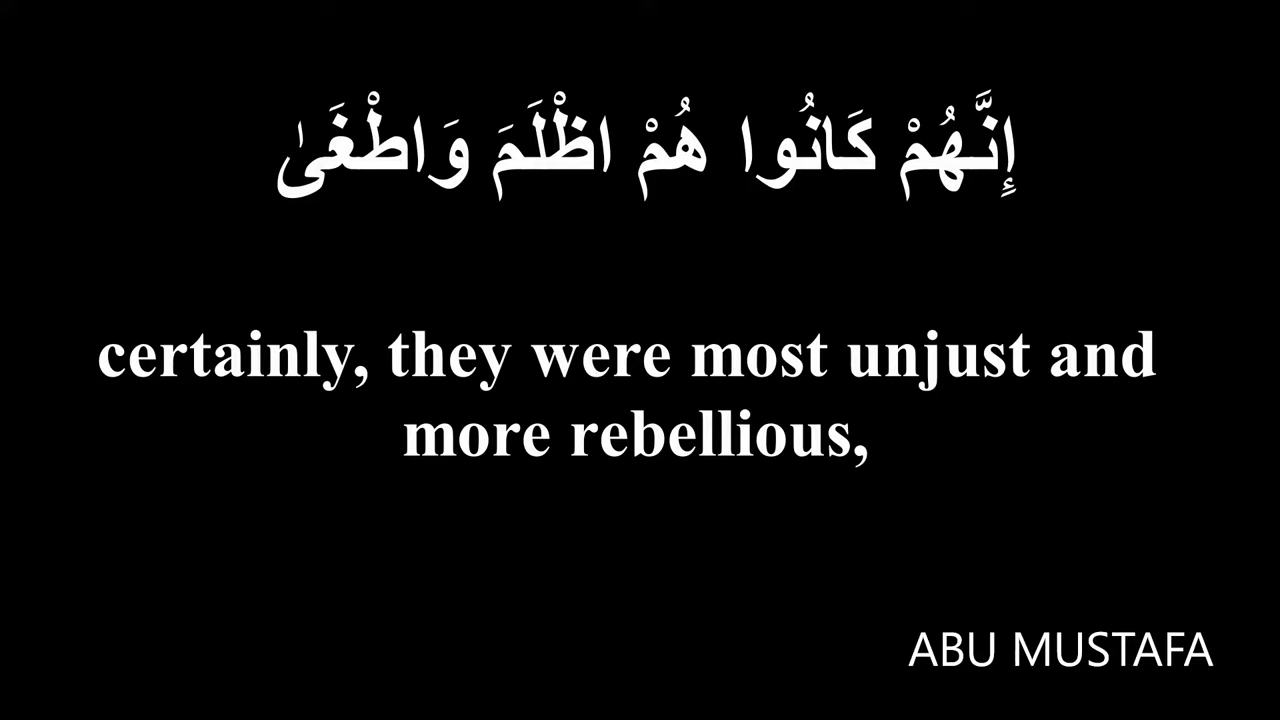 إِنَّهُمْ كَانُوا هُمْ اظْلَمَ وَاطْغَىٰ
certainly, they were most unjust and
more rebellious,
ABU MUSTAFA